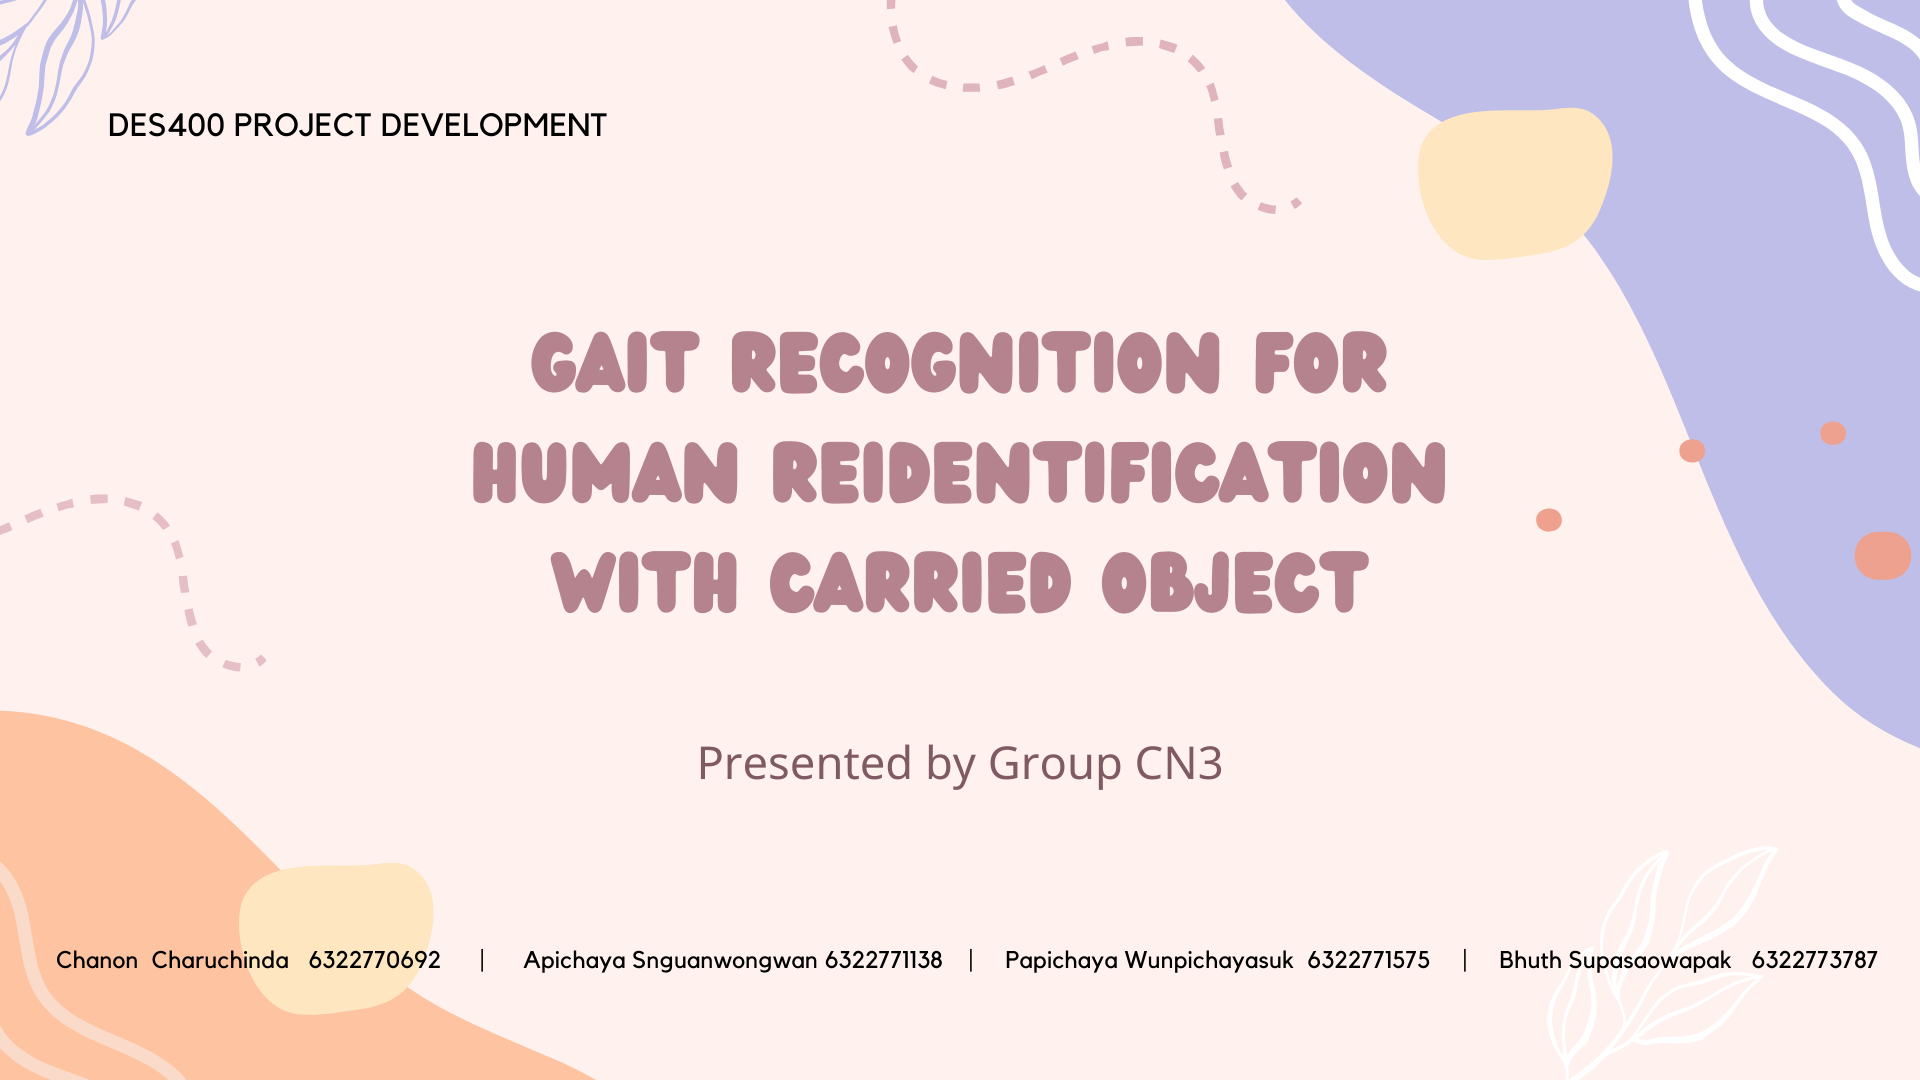 DES400 PROJECT DEVELOPMENT
GAIT RECOGNITION FOR
HUMAN REIDENTIFICATION
WITH CARRIED OBJECT
Presented by Group CN3
Chanon Charuchinda 6322770692 | Apichaya Snguanwongwan 6322771138 | Papichaya Wunpichayasuk 6322771575 | Bhuth Supasaowapak 6322773787